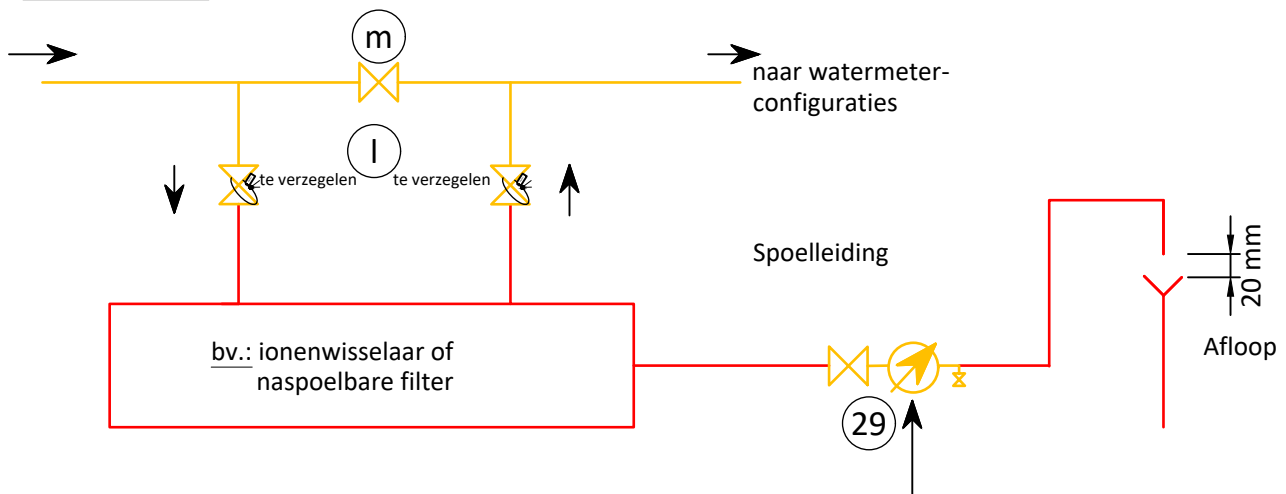 m
naar watermeter-
configuraties
l
te verzegelen
te verzegelen
Spoelleiding
20 mm
bv.: ionenwisselaar of
naspoelbare filter
Afloop
29